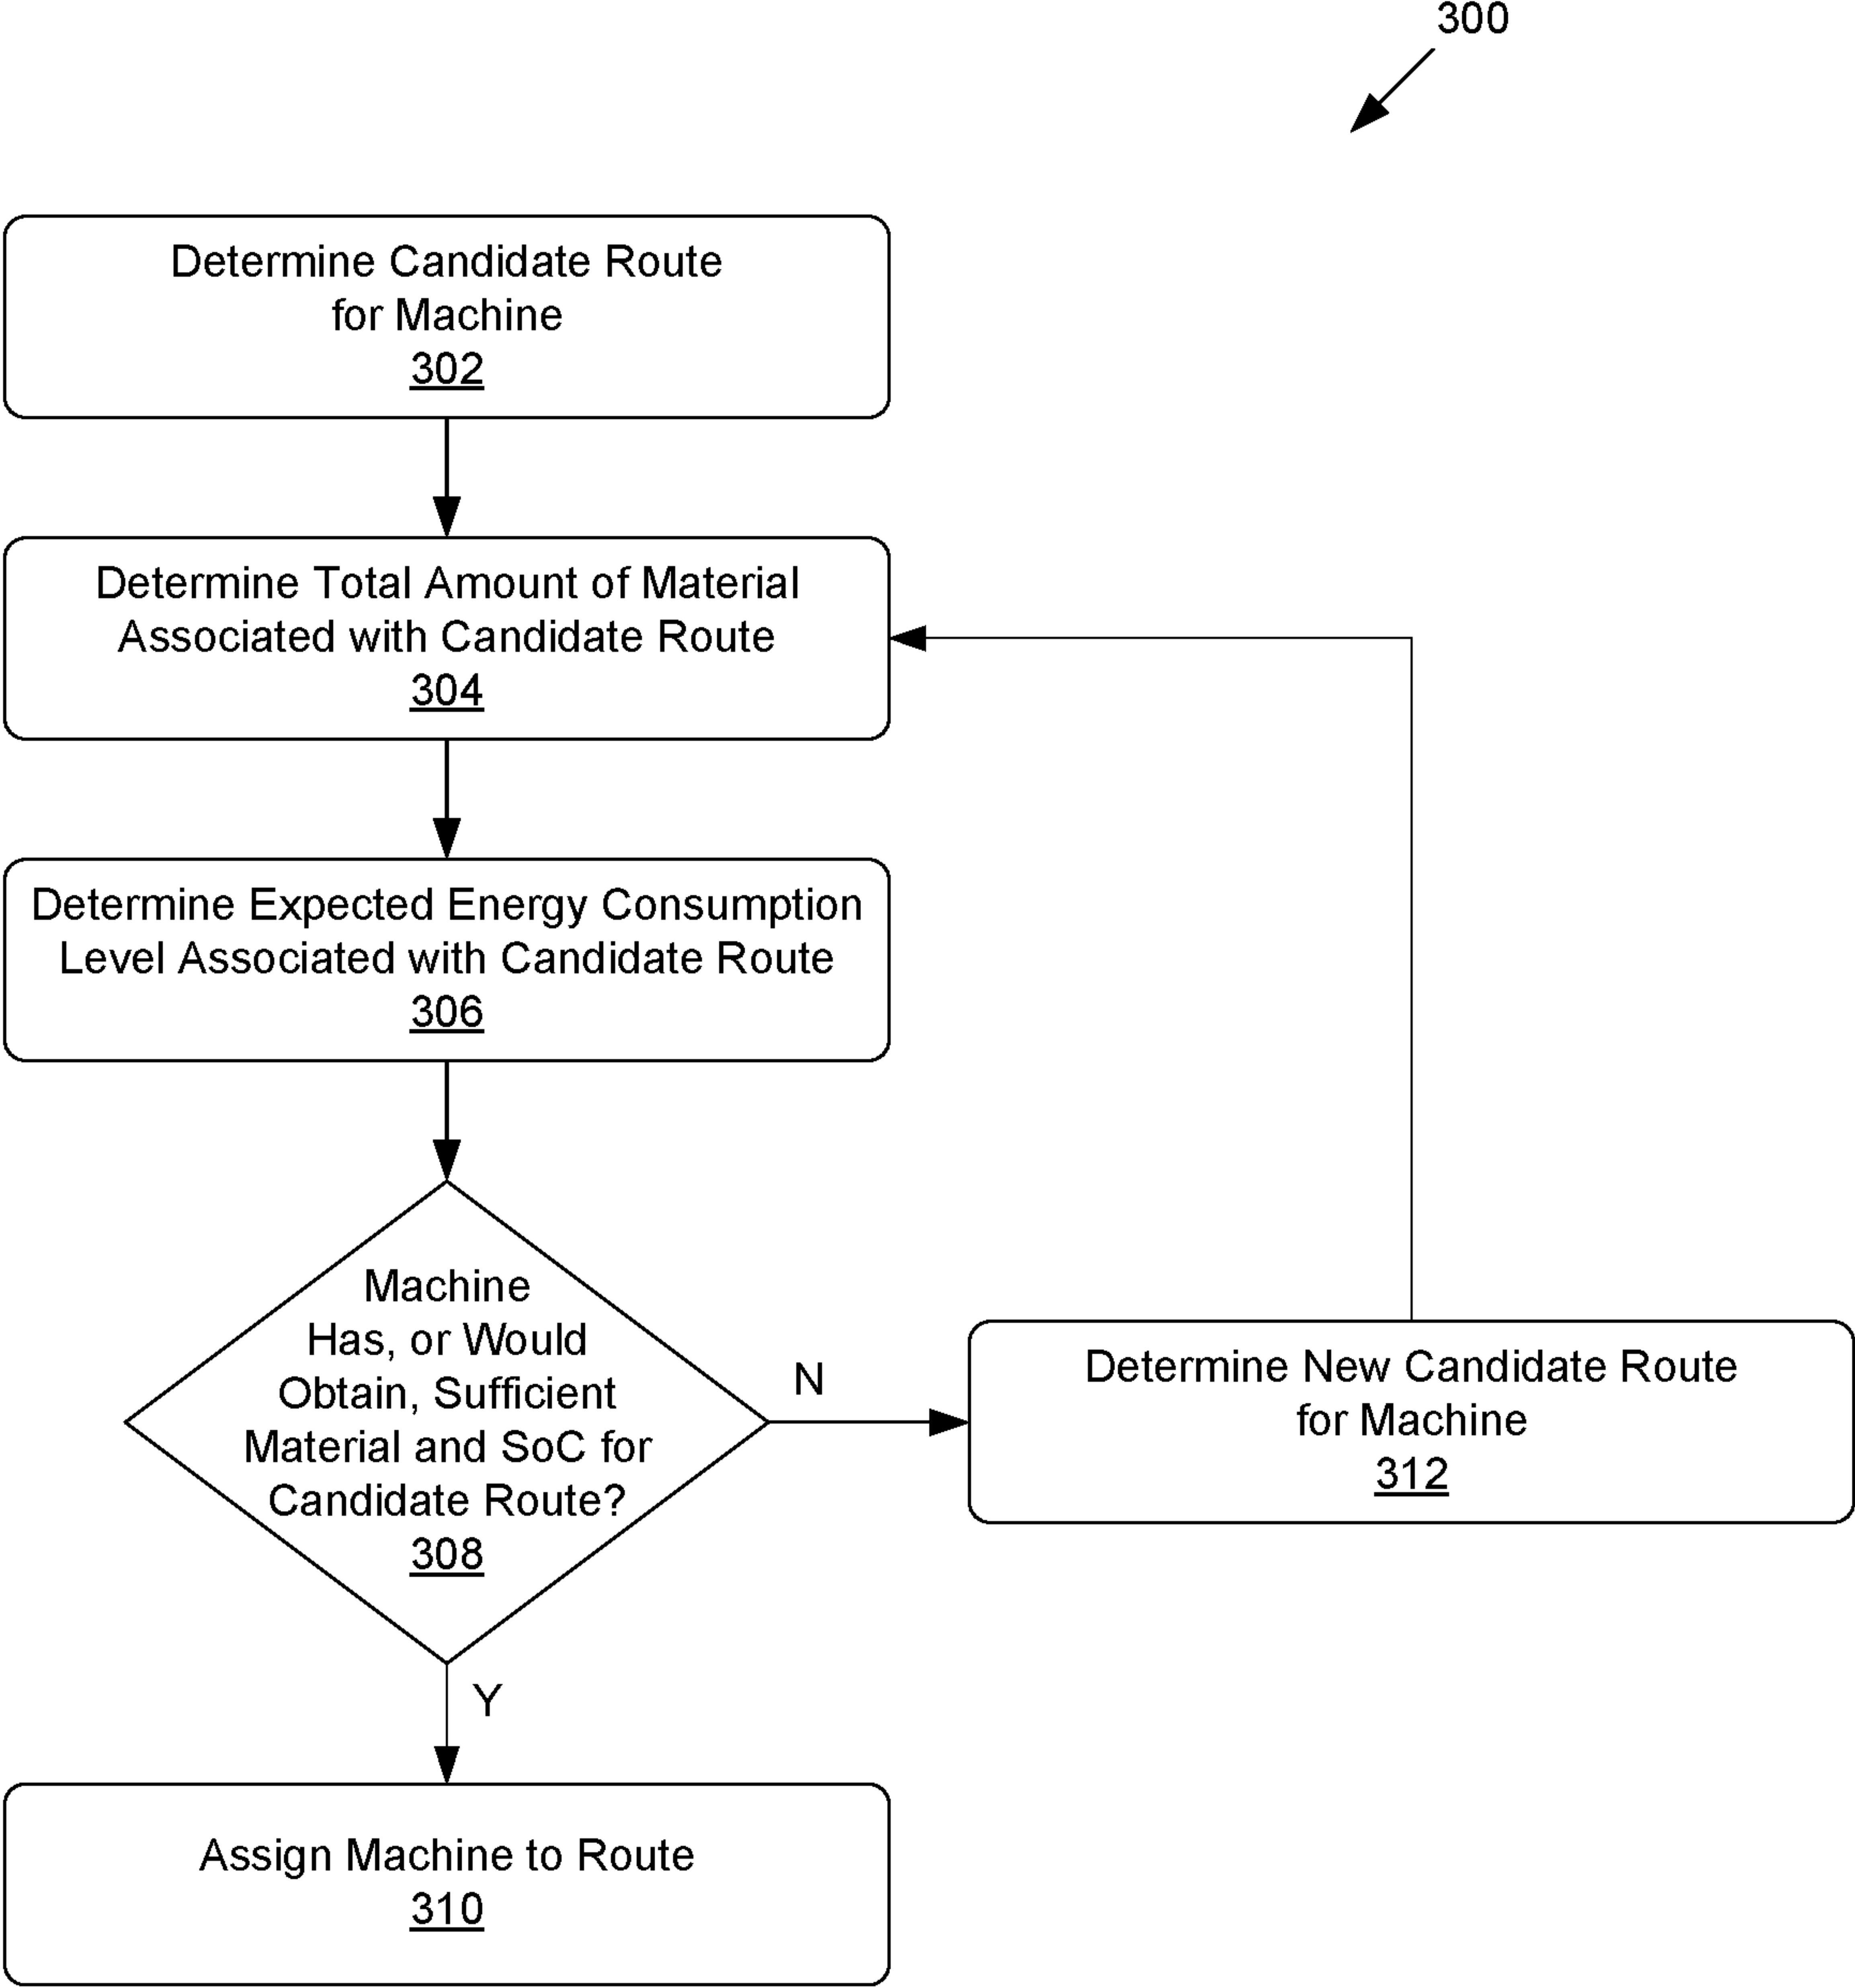 300
Determine Candidate Route
for Machine
302
Determine Total Amount of Material
Associated with Candidate Route
304
Determine Expected Energy Consumption
Level Associated with Candidate Route
306
Machine
Has, or Would
Obtain, Sufficient
Material and SoC for
Candidate Route?
308
N
Determine New Candidate Route
for Machine
312
Y
Assign Machine to Route
310